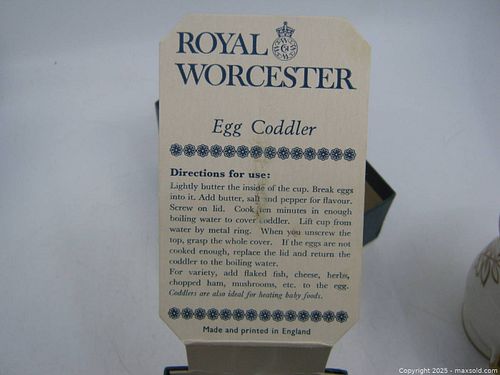 ROYAL
WORCESTER
Egg Coddler
Directions for use:
Lightly butter the inside of the cup. Break eggs
into it. Add butter, salt and pepper for flavour.
Screw on lid. Cook ten minutes in enough
boiling water to cover coddler. Lift cup from
water by metal ring. When you unscrew the
top, grasp the whole cover. If the eggs are not
cooked enough, replace the lid and return the
coddler to the boiling water.
For variety, add flaked fish, cheese, herbs,
chopped ham, mushrooms, etc. to the egg.
Coddlers are also ideal for heating baby foods.
Made and printed in England
Copyright 2025 - maxsold.com